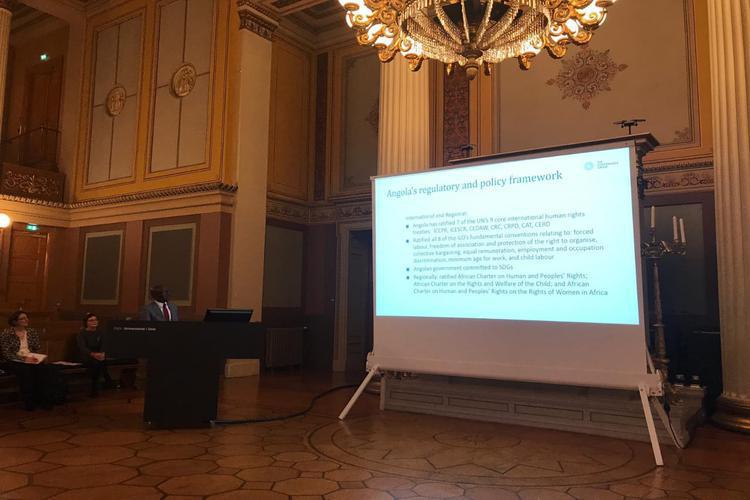 THE
GOVERNANCE
GROUP
Angola's regulatory and policy framework
International and Regional:
Angola has ratified 7 of the UN's 9 core international human rights
treaties: ICCPR, ICESCR, CEDAW, CRC, CRPD, CAT, CERD
Ratified all 8 of the ILO's fundamental conventions relating to: forced
labour, freedom of association and protection of the right to organise,
collective bargaining, equal remuneration, employment and occupation
discrimination, minimum age for work, and child labour
Angolan government committed to SDGs
Regionally: ratified African Charter on Human and Peoples' Rights;
African Charter on the Rights and Welfare of the Child; and African
Charter on Human and Peoples' Rights on the Rights of Women in Africa
Universitetet i Oslo